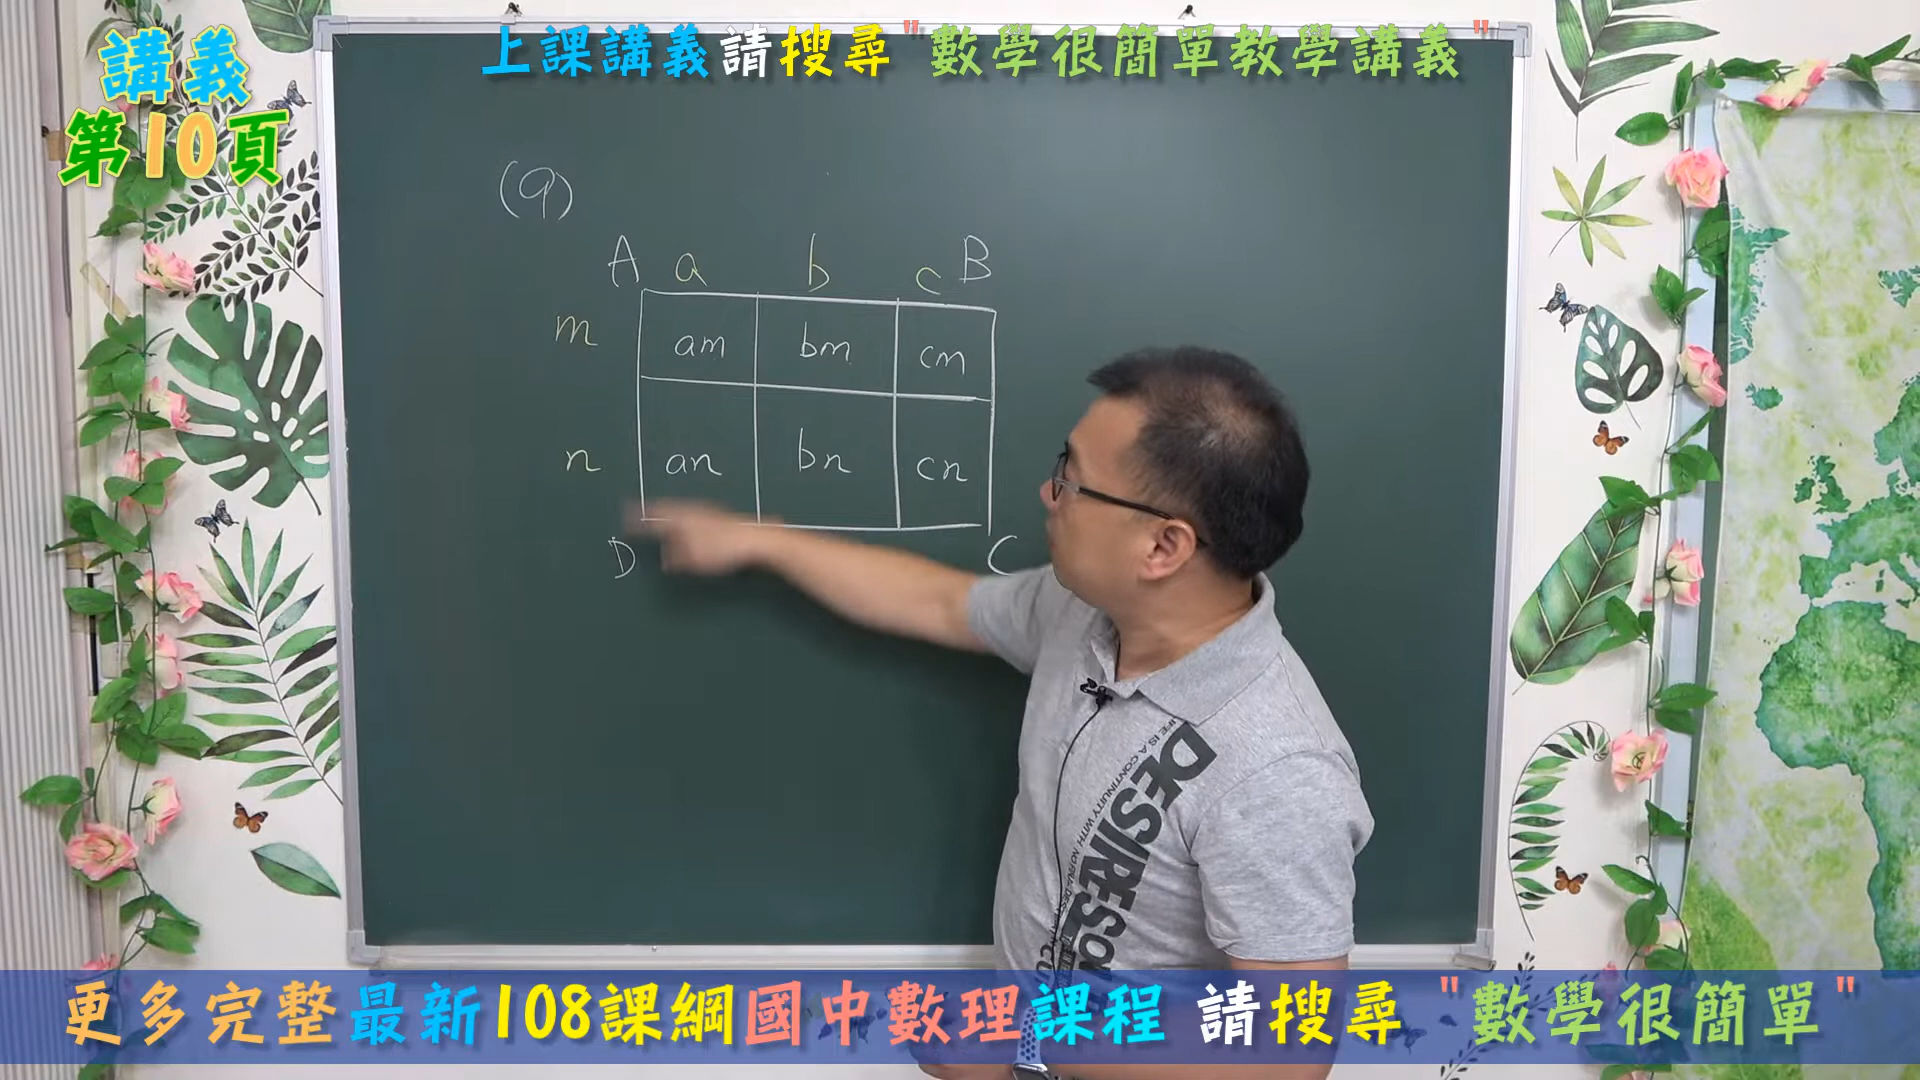 上課講義請搜尋"數學很簡單教學講義"
講義
第10頁
(9)
A a b c B
m am bm cm
n an bn cn
D C
LIFE IS A CONTINUITY WITH NO
DESIRESCO
更多完整最新108課綱國中數理課程 請搜尋 "數學很簡單"